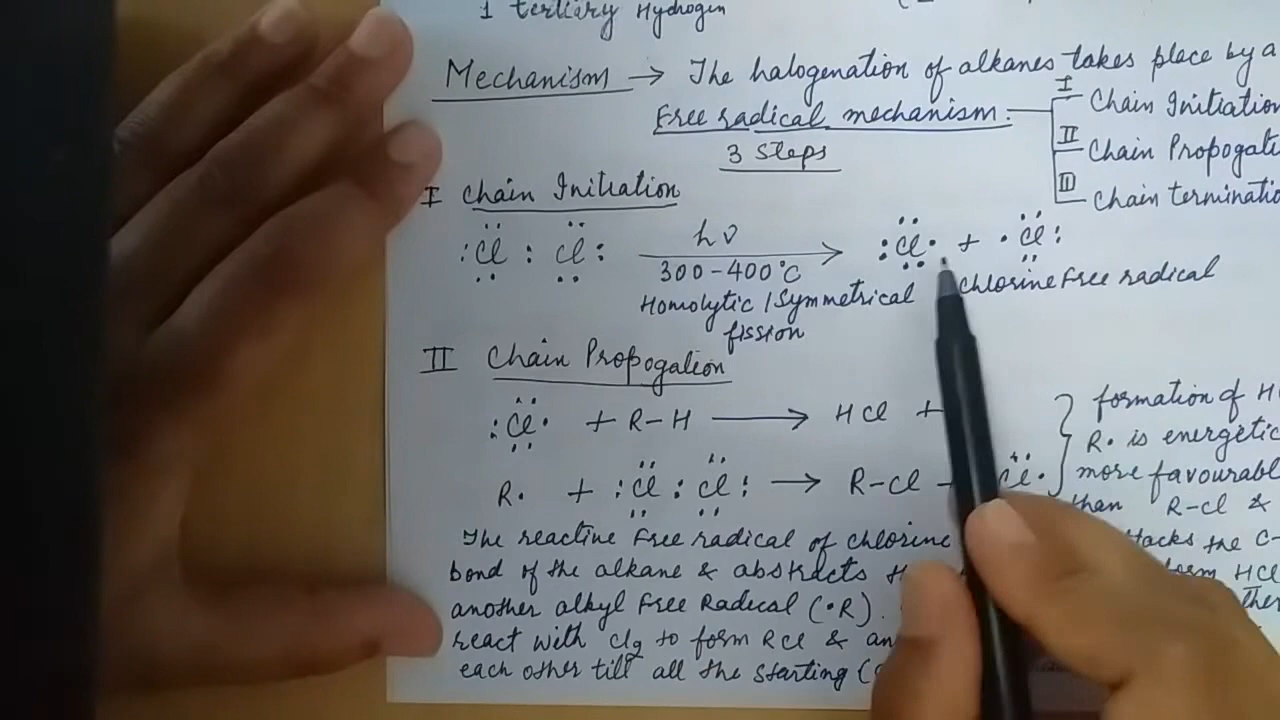 1 tertiary Hydrogen
Mechanism → The halogenation of alkanes takes place by a
Free radical mechanism.
I Chain Initiation
II Chain Propogati
III Chain terminatio
3 Steps
I Chain Initiation
:Cl : Cl: hν → :Cl· + ·Cl:
300-400°C
Homolytic / Symmetrical fission
Chlorine Free radical
II Chain Propogation
:Cl· + R-H → HCl +
R· + :Cl:Cl: → R-Cl Cl·
formation of H
R· is energetic
more favourable
than R-Cl &
The reactive Free radical of chlorine attacks the C-
bond of the alkane & abstracts form HCl
another alkyl Free Radical (·R).
react with Cl2 to form RCl & an
each other till all the starting (